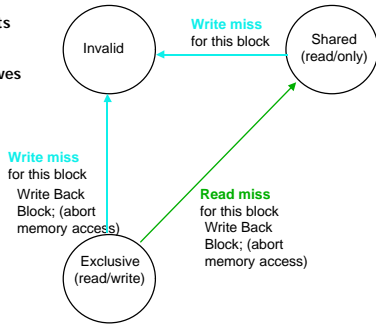 ts
ves
Invalid
Write miss
for this block
Shared
(read/only)
Write miss
for this block
Write Back
Block; (abort
memory access)
Read miss
for this block
Write Back
Block; (abort
memory access)
Exclusive
(read/write)